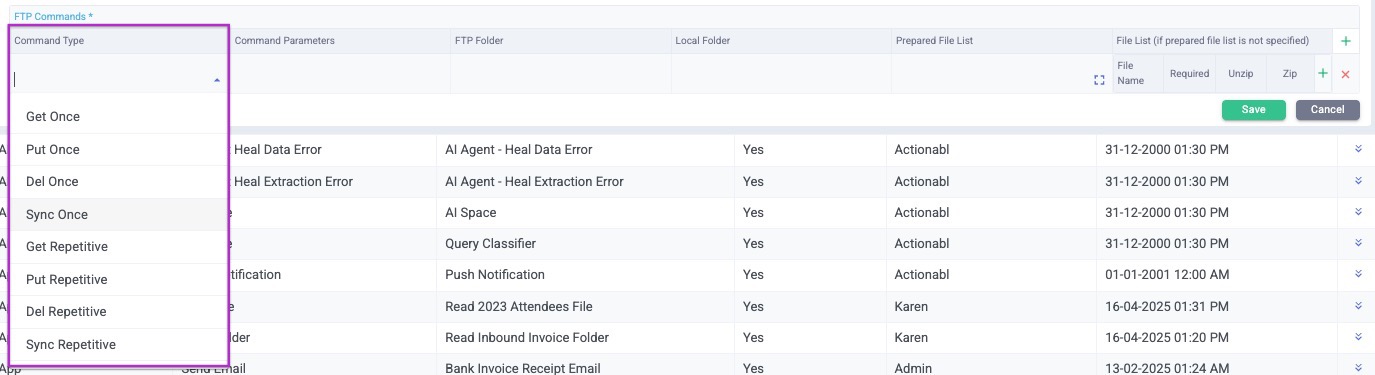 FTP Commands *
Command Type Command Parameters FTP Folder Local Folder Prepared File List File List (if prepared file list is not specified) +
File Name Required Unzip Zip +
Save Cancel
Get Once
Put Once
Del Once
Sync Once
Get Repetitive
Put Repetitive
Del Repetitive
Sync Repetitive
Heal Data Error AI Agent - Heal Data Error Yes Actionabl 31-12-2000 01:30 PM
Heal Extraction Error AI Agent - Heal Extraction Error Yes Actionabl 31-12-2000 01:30 PM
AI Space Yes Actionabl 31-12-2000 01:30 PM
Query Classifier Yes Actionabl 31-12-2000 01:30 PM
tification Push Notification Yes Actionabl 01-01-2001 12:00 AM
Read 2023 Attendees File Yes Karen 16-04-2025 01:31 PM
lder Read Inbound Invoice Folder Yes Karen 16-04-2025 01:20 PM
App Send Email Bank Invoice Receipt Email Yes Admin 13-02-2025 01:24 AM